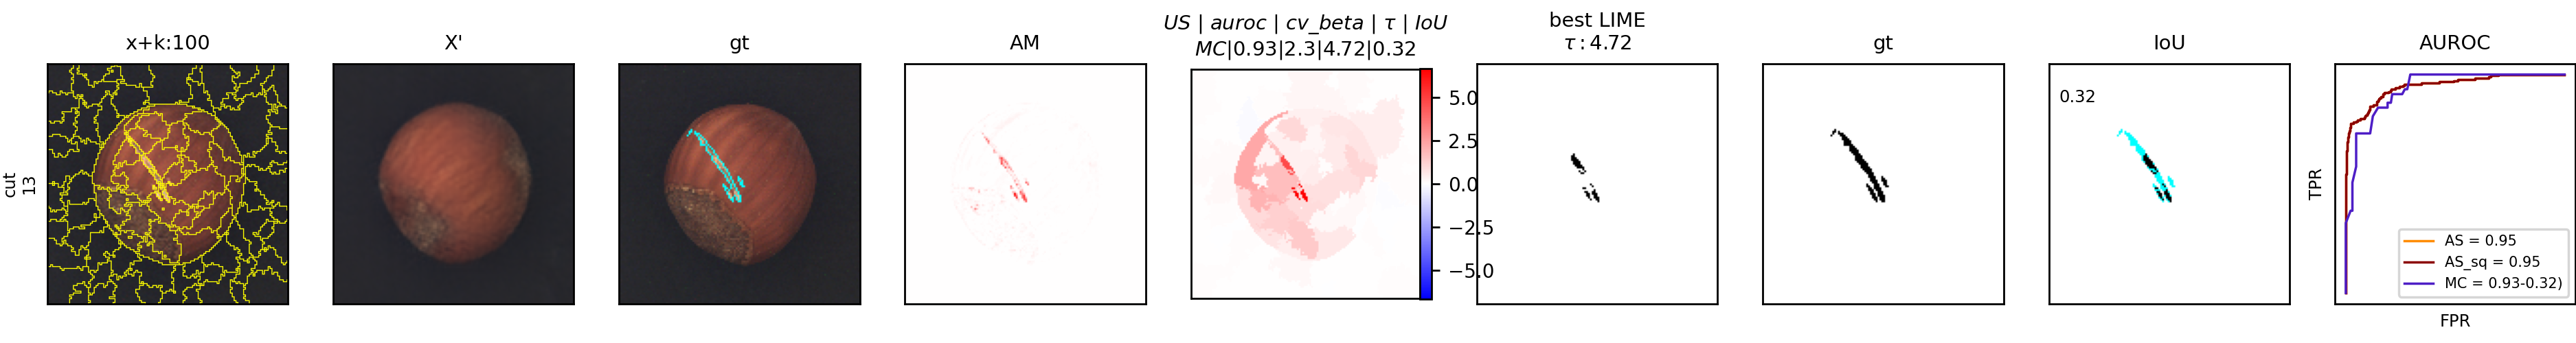 x+k:100
X'
gt
AM
US | auroc | cv_beta | τ | IoU
MC|0.93|2.3|4.72|0.32
best LIME
τ : 4.72
gt
IoU
AUROC
cut
13
5.0
2.5
0.0
−2.5
−5.0
0.32
TPR
AS = 0.95
AS_sq = 0.95
MC = 0.93-0.32)
FPR